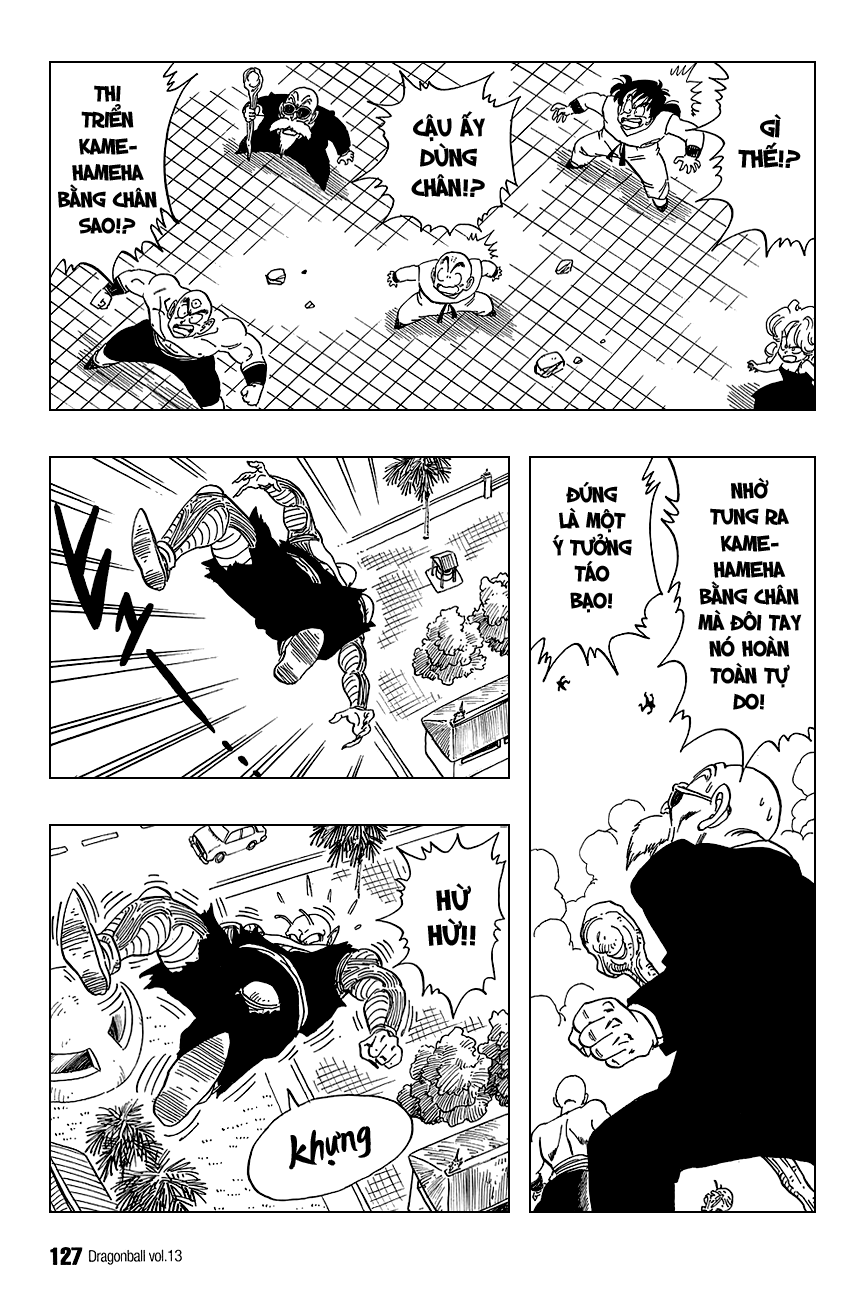 GÌ
THẾ!?
CẬU ẤY
DÙNG
CHÂN!?
THI
TRIỂN
KAME-
HAMEHA
BẰNG CHÂN
SAO!?
NHỜ
TUNG RA
KAME-
HAMEHA
BẰNG CHÂN
MÀ ĐÔI TAY
NÓ HOÀN
TOÀN TỰ
DO!
ĐÚNG
LÀ MỘT
Ý TƯỞNG
TÁO
BẠO!
VÙ...
HỪ
HỪ!!
khựng
127 Dragonball vol.13